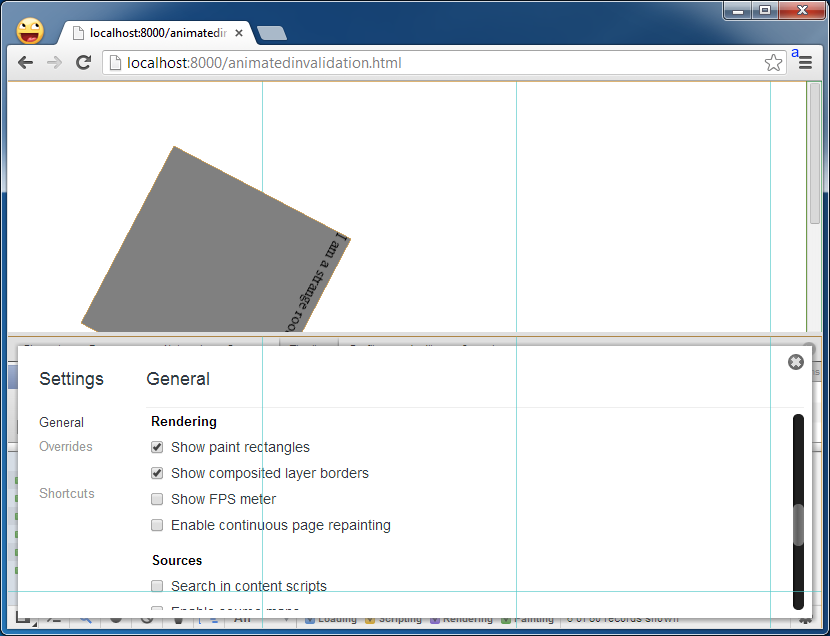 localhost:8000/animatedin
localhost:8000/animatedinvalidation.html
a
I am a strange roo
Settings
General
General
Overrides
Shortcuts
Rendering
Show paint rectangles
Show composited layer borders
Show FPS meter
Enable continuous page repainting
Sources
Search in content scripts
Enable source maps
All
Loading
Scripting
Rendering
Painting
0 of 60 records shown